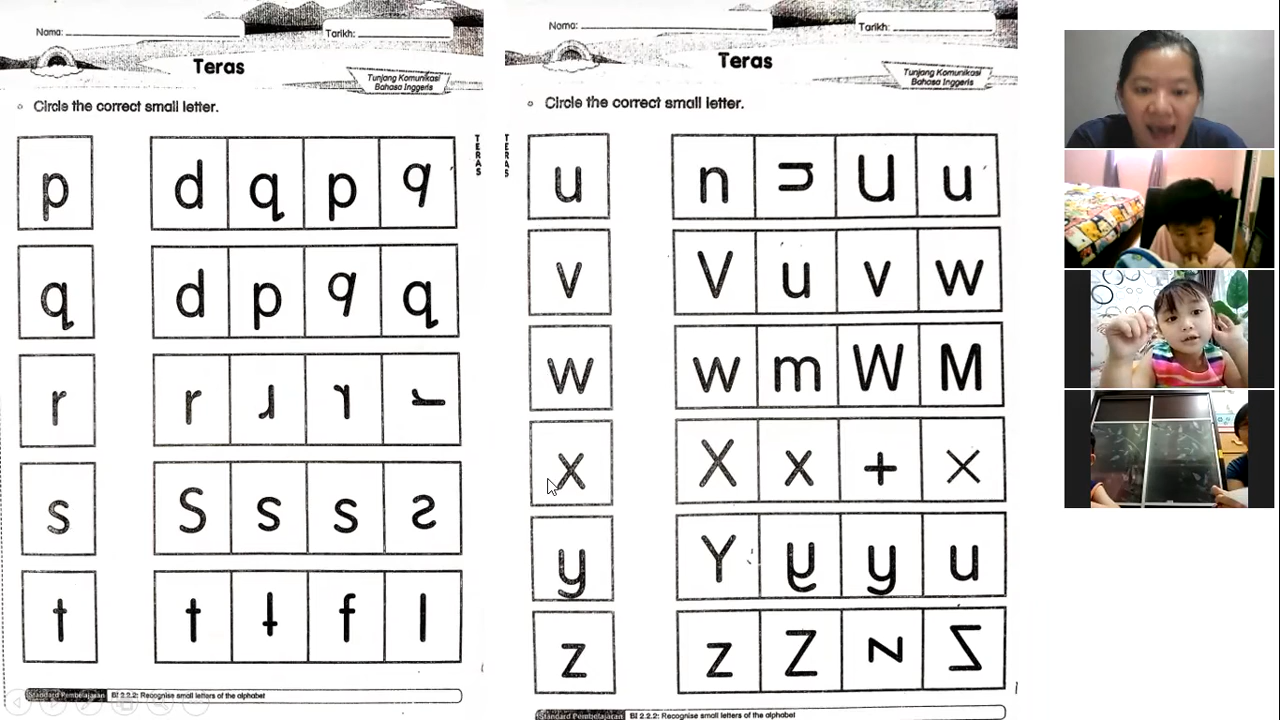 Nama:
Tarikh:
Teras
Tunjang Komunikasi
Bahasa Inggeris
Circle the correct small letter.
TERAS
p d q p
q d p q
r r
s S s s
t t f l
Standard Pembelajaran BI 2.2.2: Recognise small letters of the alphabet
Nama:
Tarikh:
Teras
Tunjang Komunikasi
Bahasa Inggeris
Circle the correct small letter.
TERAS
u n U u
v V u v w
w w m W M
x X x + ×
y Y y u
z z Z
Standard Pembelajaran BI 2.2.2: Recognise small letters of the alphabet